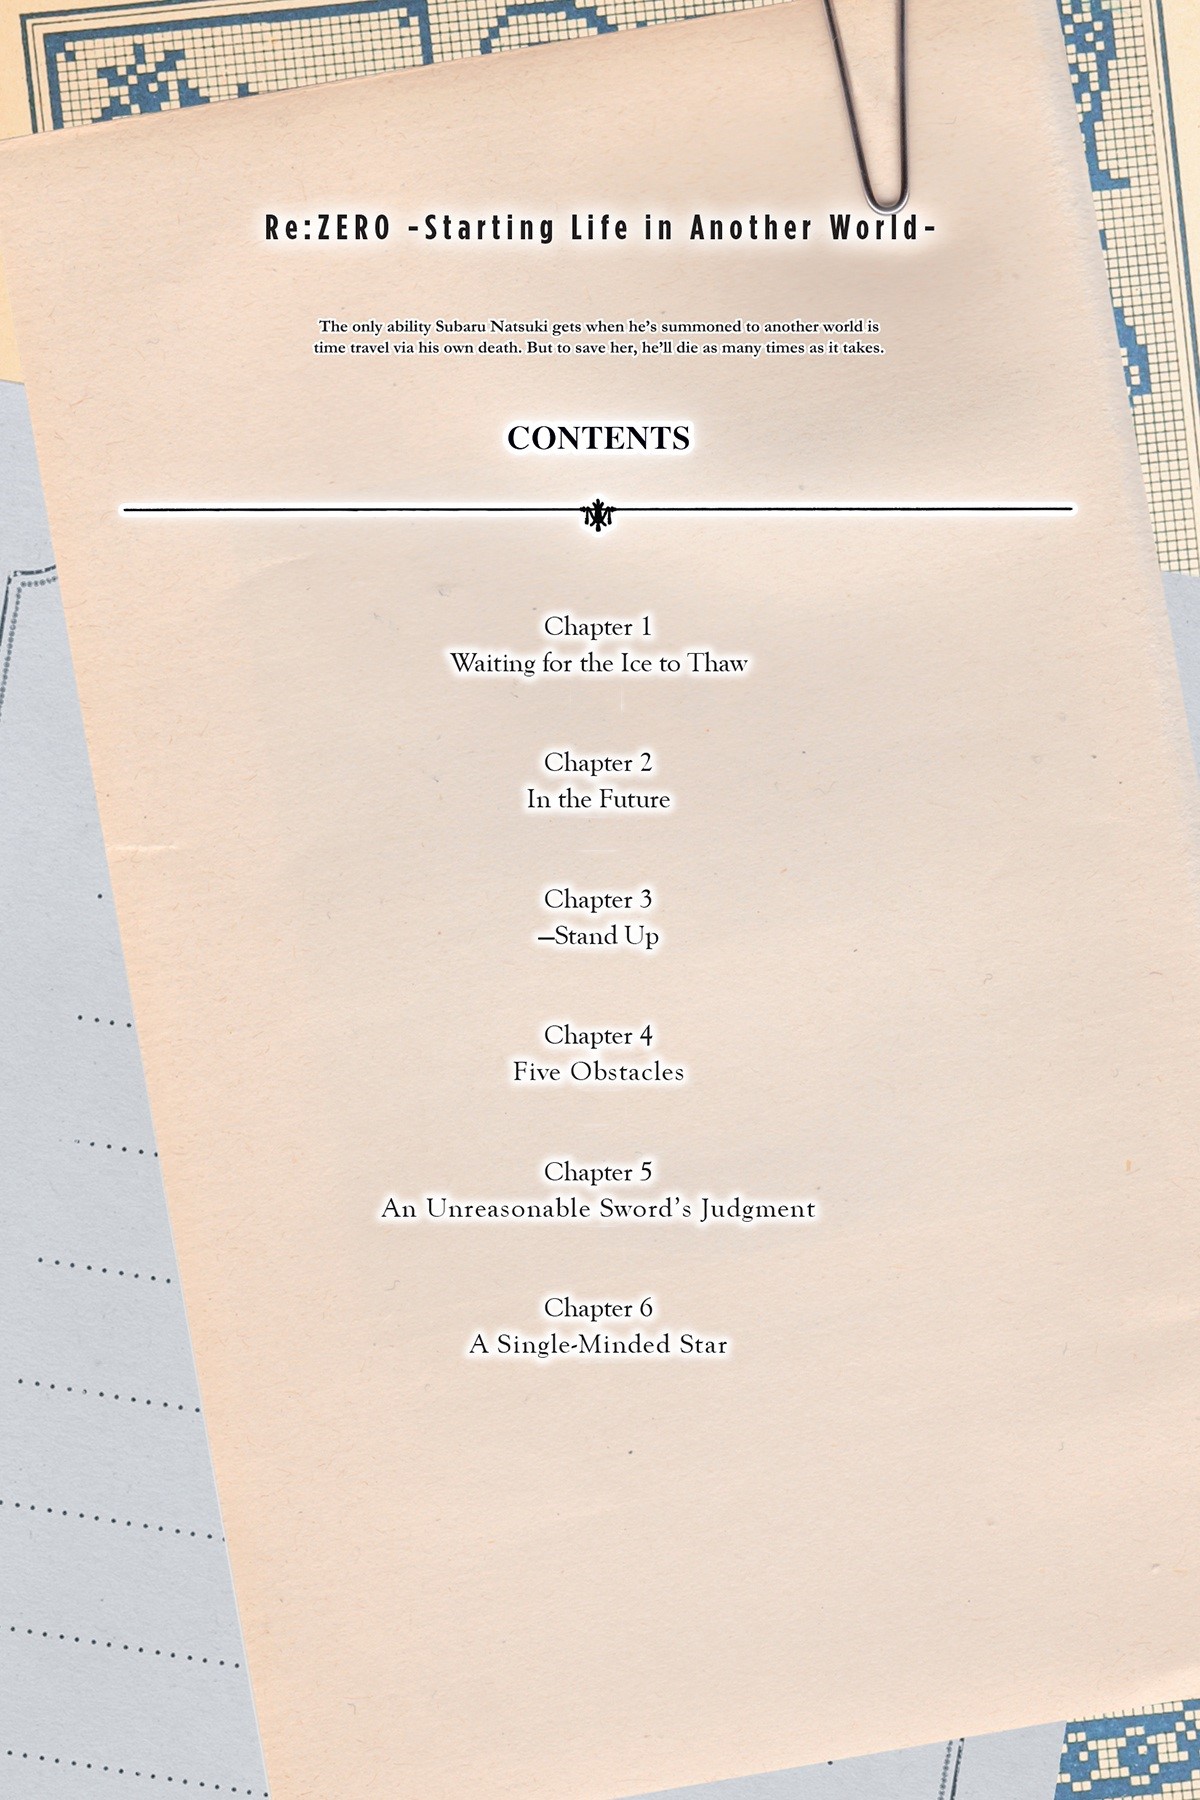 Re:ZERO -Starting Life in Another World-
The only ability Subaru Natsuki gets when he’s summoned to another world is
time travel via his own death. But to save her, he’ll die as many times as it takes.
CONTENTS
Chapter 1
Waiting for the Ice to Thaw
Chapter 2
In the Future
Chapter 3
—Stand Up
Chapter 4
Five Obstacles
Chapter 5
An Unreasonable Sword’s Judgment
Chapter 6
A Single-Minded Star